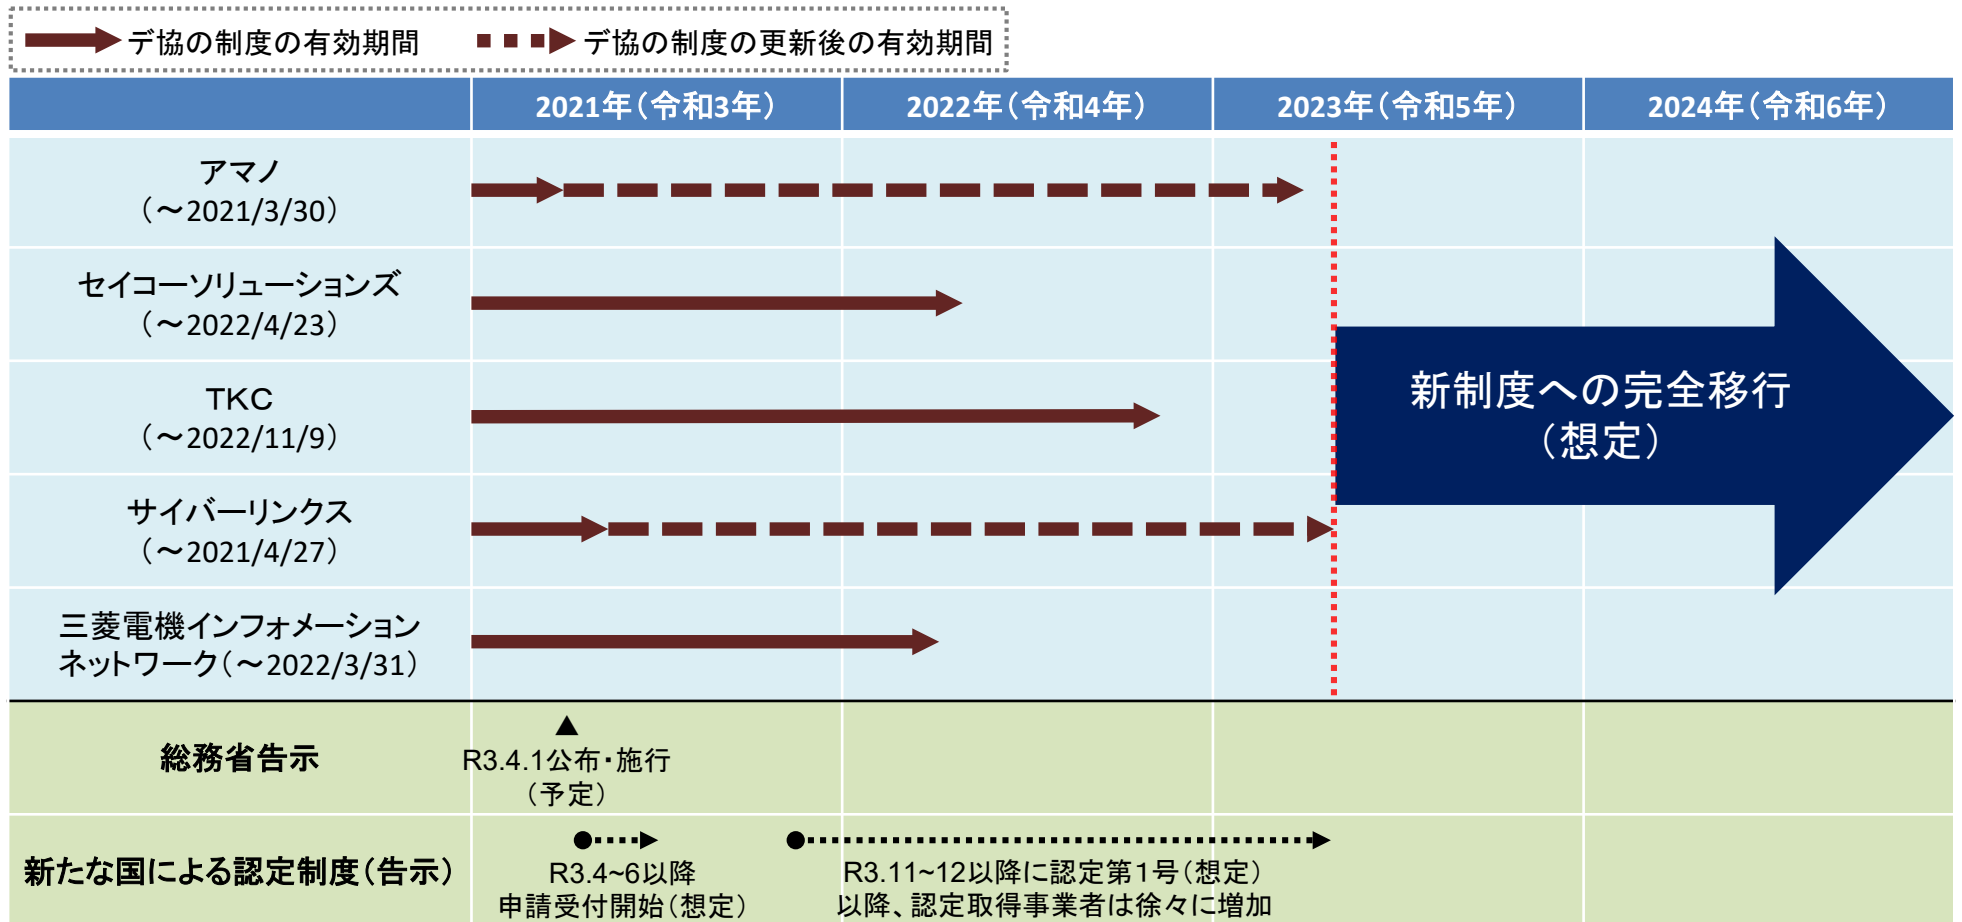 デ協の制度の有効期間 デ協の制度の更新後の有効期間
2021年（令和3年） 2022年（令和4年） 2023年（令和5年） 2024年（令和6年）
アマノ
（～2021/3/30）
セイコーソリューションズ
（～2022/4/23）
TKC
（～2022/11/9）
サイバーリンクス
（～2021/4/27）
三菱電機インフォメーション
ネットワーク（～2022/3/31）
新制度への完全移行
（想定）
総務省告示
R3.4.1公布・施行
（予定）
新たな国による認定制度（告示）
R3.4~6以降
申請受付開始（想定）
R3.11~12以降に認定第１号（想定）
以降、認定取得事業者は徐々に増加